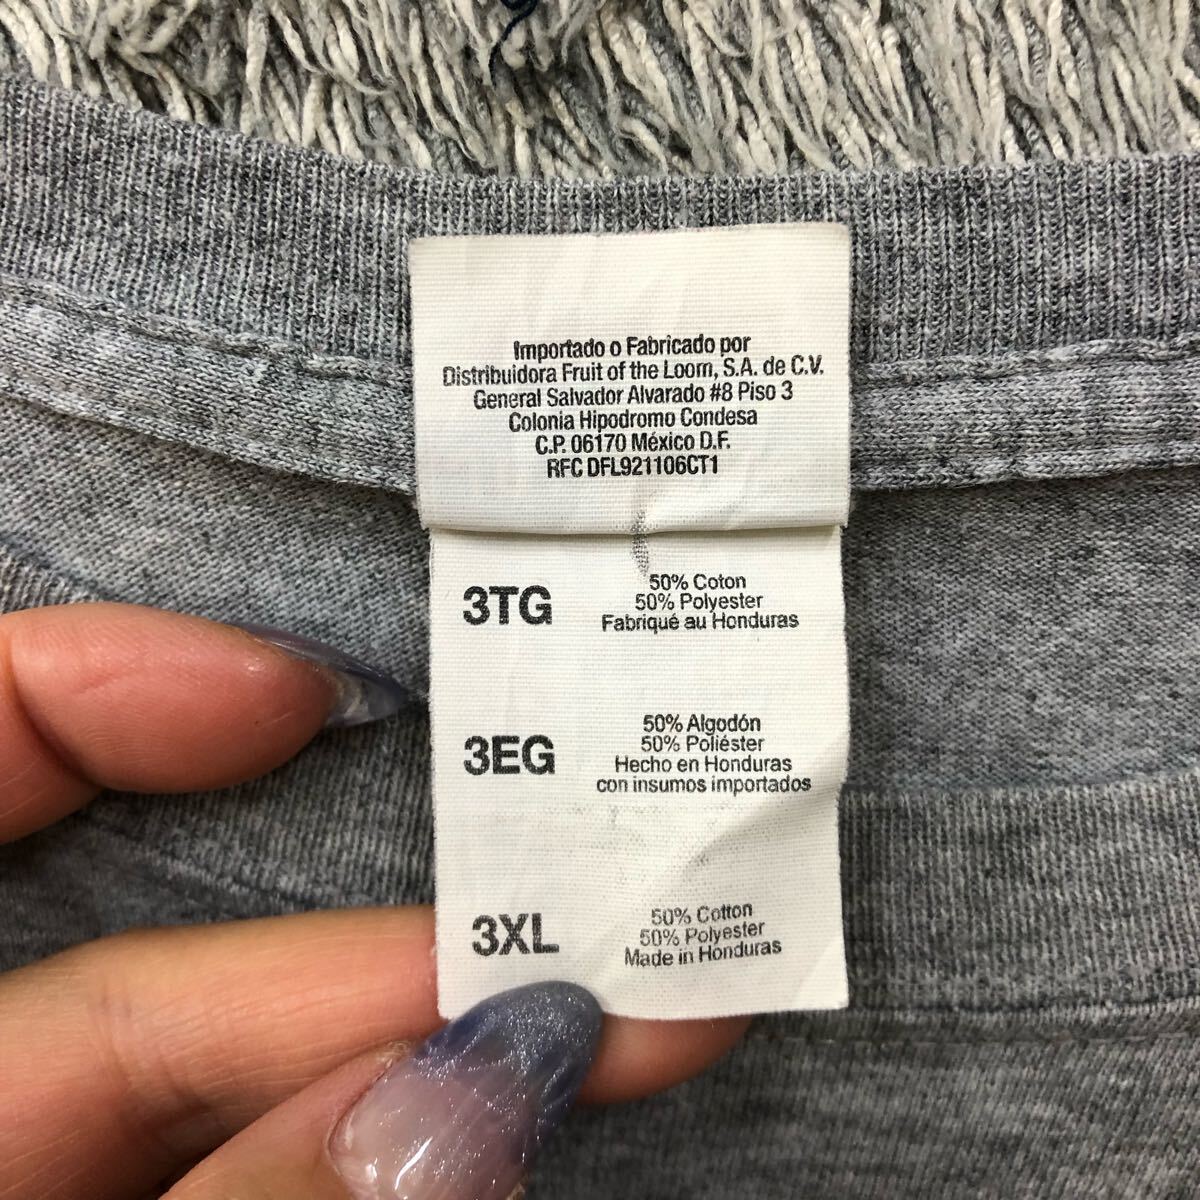 Importado o Fabricado por
Distribuidora Fruit of the Loom, S.A. de C.V.
General Salvador Alvarado #8 Piso 3
Colonia Hipodromo Condesa
C.P. 06170 México D.F.
RFC DFL921106CT1
3TG
50% Coton
50% Polyester
Fabriqué au Honduras
3EG
50% Algodón
50% Poliéster
Hecho en Honduras
con insumos importados
3XL
50% Cotton
50% Polyester
Made in Honduras